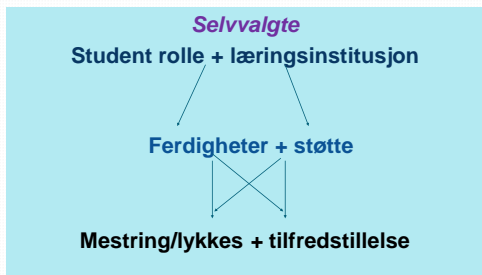 Selvvalgte
Student rolle + læringsinstitusjon
Ferdigheter + støtte
Mestring/lykkes + tilfredstillelse